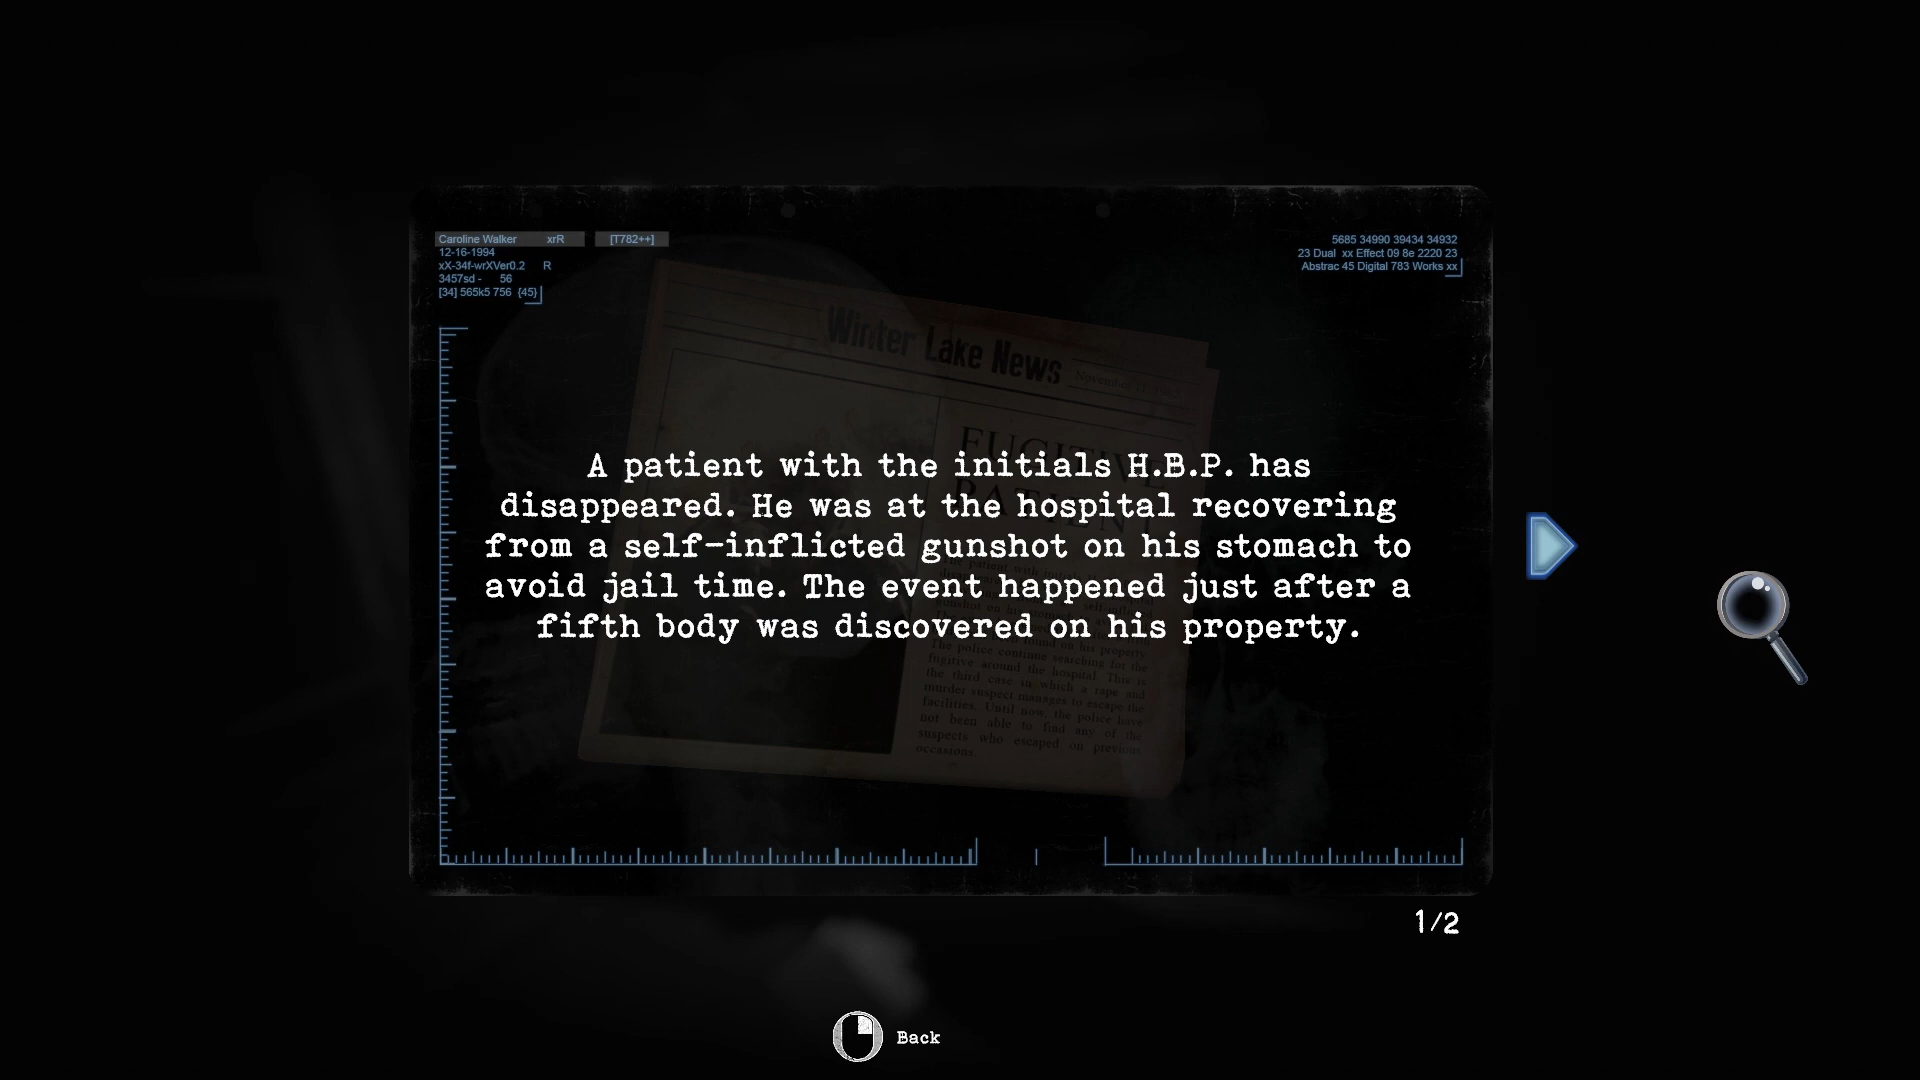 Caroline Walker xrR [T782++]
12-16-1994
xX-34f-wrXVer0.2 R
3457sd - 56
[34] 565k5 756 {45}
5685 34990 39434 34932
23 Dual xx Effect 09 8e 2220 23
Abstrac 45 Digital 783 Works xx
Winter Lake News
November
FUGITIVE
PATIENT
A patient with the initials H.B.P. has
disappeared. He was at the hospital recovering
from a self-inflicted gunshot on his stomach to
avoid jail time. The event happened just after a
fifth body was discovered on his property.
The police continue searching for the
fugitive around the hospital. This is
the third case in which a rape and
murder suspect manages to escape the
facilities. Until now, the police have
not been able to find any of the
suspects who escaped on previous
occasions.
1/2
Back